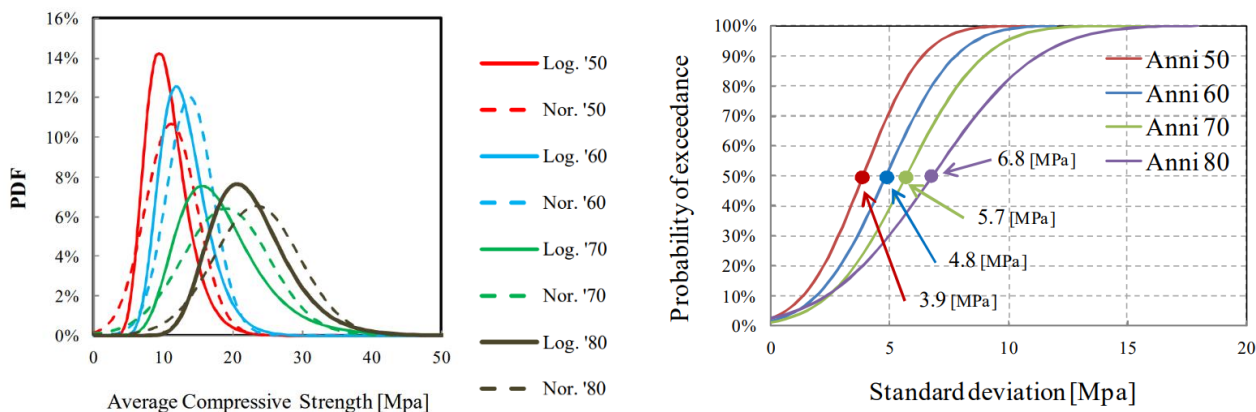 16%
14%
12%
10%
8%
6%
4%
2%
0%
PDF
0 10 20 30 40 50
Average Compressive Strength [Mpa]
Log. '50
Nor. '50
Log. '60
Nor. '60
Log. '70
Nor. '70
Log. '80
Nor. '80
100%
90%
80%
70%
60%
50%
40%
30%
20%
10%
0%
Probability of exceedance
0 5 10 15 20
Standard deviation [Mpa]
Anni 50
Anni 60
Anni 70
Anni 80
6.8 [MPa]
5.7 [MPa]
4.8 [MPa]
3.9 [MPa]